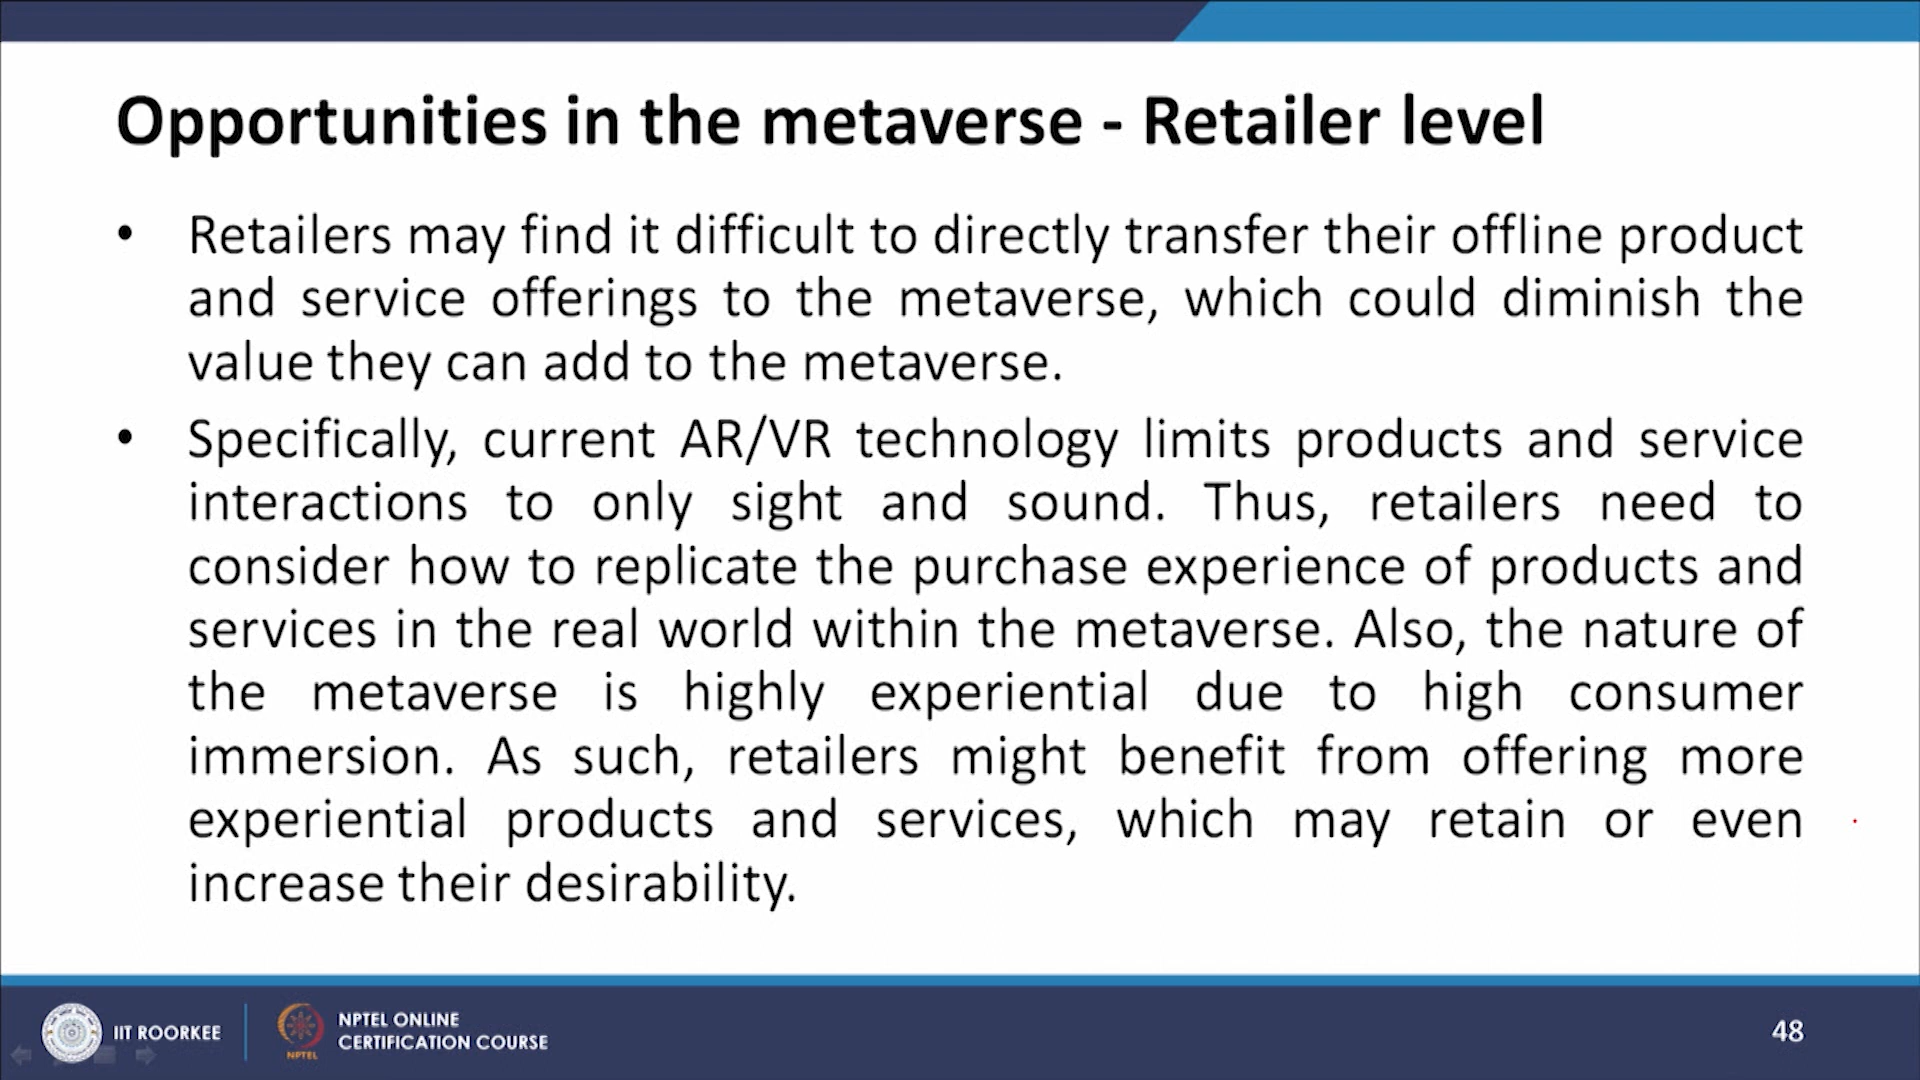 Opportunities in the metaverse - Retailer level
• Retailers may find it difficult to directly transfer their offline product
and service offerings to the metaverse, which could diminish the
value they can add to the metaverse.
• Specifically, current AR/VR technology limits products and service
interactions to only sight and sound. Thus, retailers need to
consider how to replicate the purchase experience of products and
services in the real world within the metaverse. Also, the nature of
the metaverse is highly experiential due to high consumer
immersion. As such, retailers might benefit from offering more
experiential products and services, which may retain or even
increase their desirability.
IIT ROORKEE
NPTEL
NPTEL ONLINE
CERTIFICATION COURSE
48